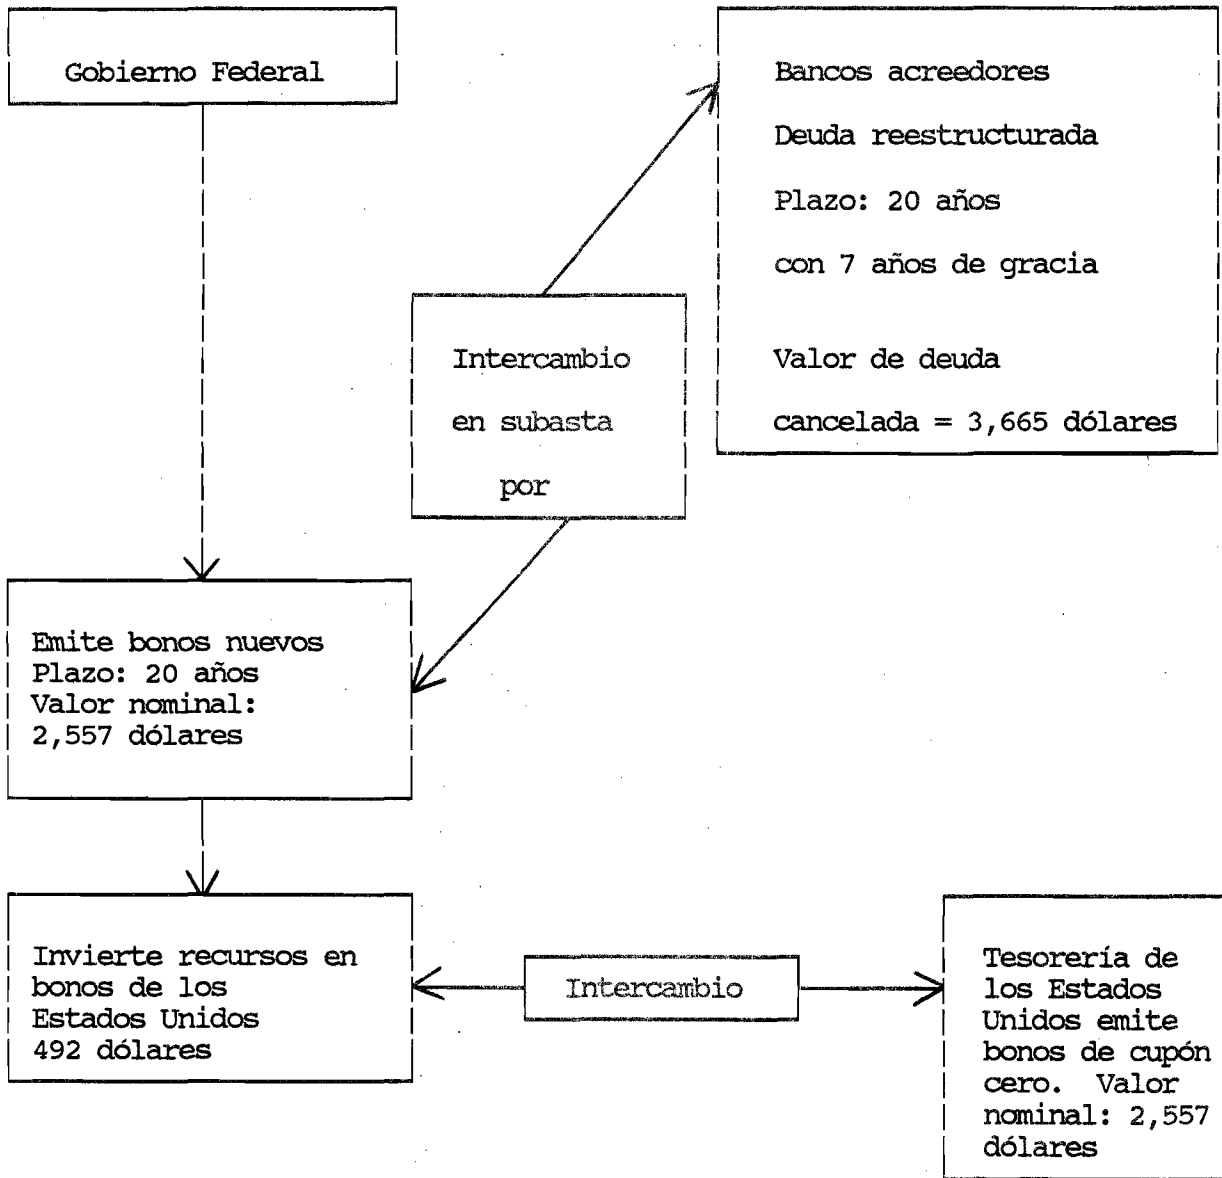 Gobierno Federal
Bancos acreedores
Deuda reestructurada
Plazo: 20 años
con 7 años de gracia
Valor de deuda
cancelada = 3,665 dólares
Intercambio
en subasta
por
Emite bonos nuevos
Plazo: 20 años
Valor nominal:
2,557 dólares
Invierte recursos en
bonos de los
Estados Unidos
492 dólares
Intercambio
Tesorería de
los Estados
Unidos emite
bonos de cupón
cero. Valor
nominal: 2,557
dólares